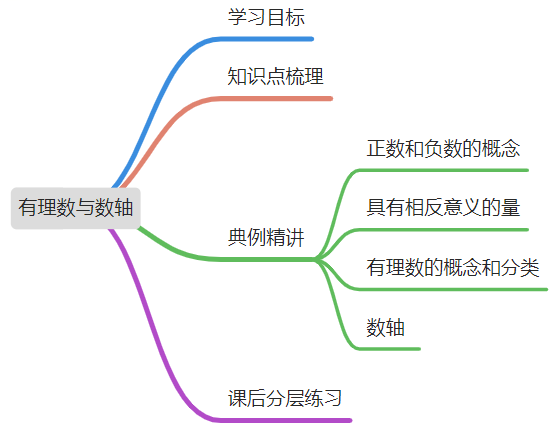 有理数与数轴
学习目标
知识点梳理
典例精讲
正数和负数的概念
具有相反意义的量
有理数的概念和分类
数轴
课后分层练习